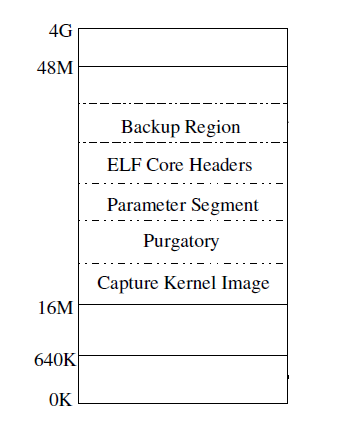 4G
48M
Backup Region
ELF Core Headers
Parameter Segment
Purgatory
Capture Kernel Image
16M
640K
0K